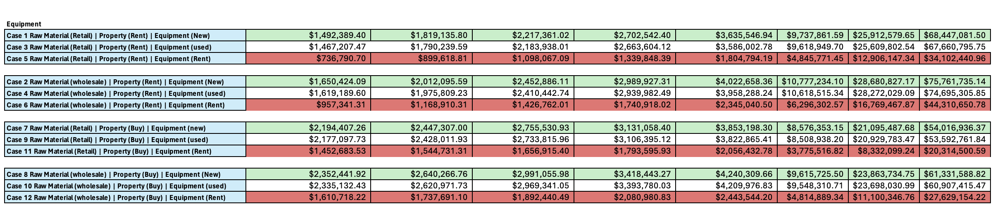 Equipment
Case 1 Raw Material (Retail) | Property (Rent) | Equipment (New) $1,492,389.40 $1,819,135.80 $2,217,361.02 $2,702,542.40 $3,635,546.94 $9,737,861.59 $25,912,579.65 $68,447,081.50
Case 3 Raw Material (Retail) | Property (Rent) | Equipment (used) $1,467,207.47 $1,790,239.59 $2,183,938.01 $2,663,604.12 $3,586,002.78 $9,618,949.70 $25,609,802.54 $67,660,795.75
Case 5 Raw Material (Retail) | Property (Rent) | Equipment (Rent) $736,790.70 $899,618.81 $1,098,067.09 $1,339,848.39 $1,804,794.19 $4,845,771.45 $12,906,147.34 $34,102,440.96
Case 2 Raw Material (wholesale) | Property (Rent) | Equipment (New) $1,650,424.09 $2,012,095.59 $2,452,886.11 $2,989,927.31 $4,022,658.36 $10,777,234.10 $28,680,827.17 $75,761,735.14
Case 4 Raw Material (wholesale) | Property (Rent) | Equipment (used) $1,619,189.60 $1,975,809.23 $2,410,442.74 $2,939,982.49 $3,958,288.24 $10,618,515.34 $28,272,029.09 $74,695,305.85
Case 6 Raw Material (wholesale) | Property (Rent) | Equipment (Rent) $957,341.31 $1,168,910.31 $1,426,762.01 $1,740,918.02 $2,345,040.50 $6,296,302.57 $16,769,467.87 $44,310,650.78
Case 7 Raw Material (Retail) | Property (Buy) | Equipment (new) $2,194,407.26 $2,447,307.00 $2,755,530.93 $3,131,058.40 $3,853,198.30 $8,576,353.15 $21,095,487.68 $54,016,936.37
Case 9 Raw Material (Retail) | Property (Buy) | Equipment (used) $2,177,097.73 $2,428,011.93 $2,733,815.96 $3,106,395.12 $3,822,865.41 $8,508,938.20 $20,929,783.47 $53,592,761.84
Case 11 Raw Material (Retail) | Property (Buy) | Equipment (Rent) $1,452,683.53 $1,544,731.31 $1,656,915.40 $1,793,595.93 $2,056,432.78 $3,775,516.82 $8,332,099.24 $20,314,500.59
Case 8 Raw Material (wholesale) | Property (Buy) | Equipment (New) $2,352,441.92 $2,640,266.76 $2,991,055.98 $3,418,443.27 $4,240,309.66 $9,615,725.50 $23,863,734.75 $61,331,588.82
Case 10 Raw Material (wholesale) | Property (Buy) | Equipment (used) $2,335,132.43 $2,620,971.73 $2,969,341.05 $3,393,780.03 $4,209,976.83 $9,548,310.71 $23,698,030.99 $60,907,415.47
Case 12 Raw Material (wholesale) | Property (Buy) | Equipment (Rent) $1,610,718.22 $1,737,691.10 $1,892,440.49 $2,080,980.83 $2,443,544.20 $4,814,889.34 $11,100,346.76 $27,629,154.22